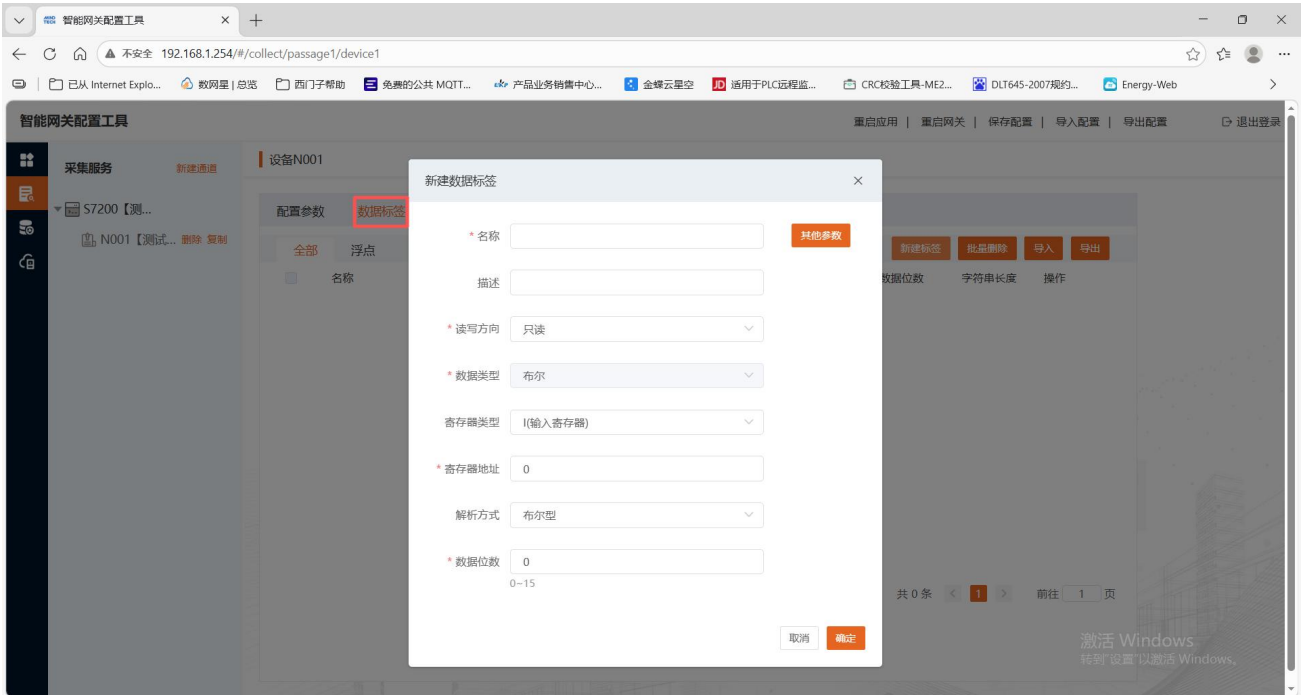 智能网关配置工具
不安全 192.168.1.254/#/collect/passage1/device1
已从 Internet Explo... 数网星|总览 西门子帮助 免费的公共 MQTT... 产品业务销售中心... 金蝶云星空 适用于PLC远程监... CRC校验工具-ME2... DLT645-2007规约... Energy-Web
智能网关配置工具 重启应用 | 重启网关 | 保存配置 | 导入配置 | 导出配置 退出登录
采集服务 新建通道
设备N001
S7200【测...
N001【测试... 删除 复制
配置参数 数据标签
全部 浮点 新建标签 批量删除 导入 导出
名称 数据位数 字符串长度 操作
新建数据标签
* 名称 其他参数
描述
* 读写方向 只读
* 数据类型 布尔
寄存器类型 I(输入寄存器)
* 寄存器地址 0
解析方式 布尔型
* 数据位数 0
0~15
取消 确定
共 0 条 1 前往 1 页
激活 Windows
转到"设置"以激活 Windows。